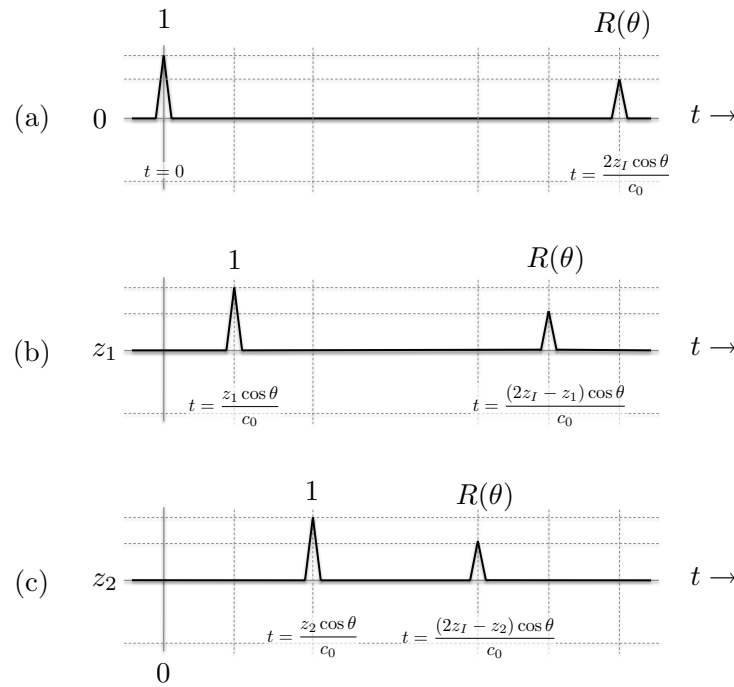 1 R(θ)
(a) 0 t →
t = 0 t = 2z_I cos θ / c_0
1 R(θ)
(b) z_1 t →
t = z_1 cos θ / c_0 t = (2z_I − z_1) cos θ / c_0
1 R(θ)
(c) z_2 t →
t = z_2 cos θ / c_0 t = (2z_I − z_2) cos θ / c_0
0